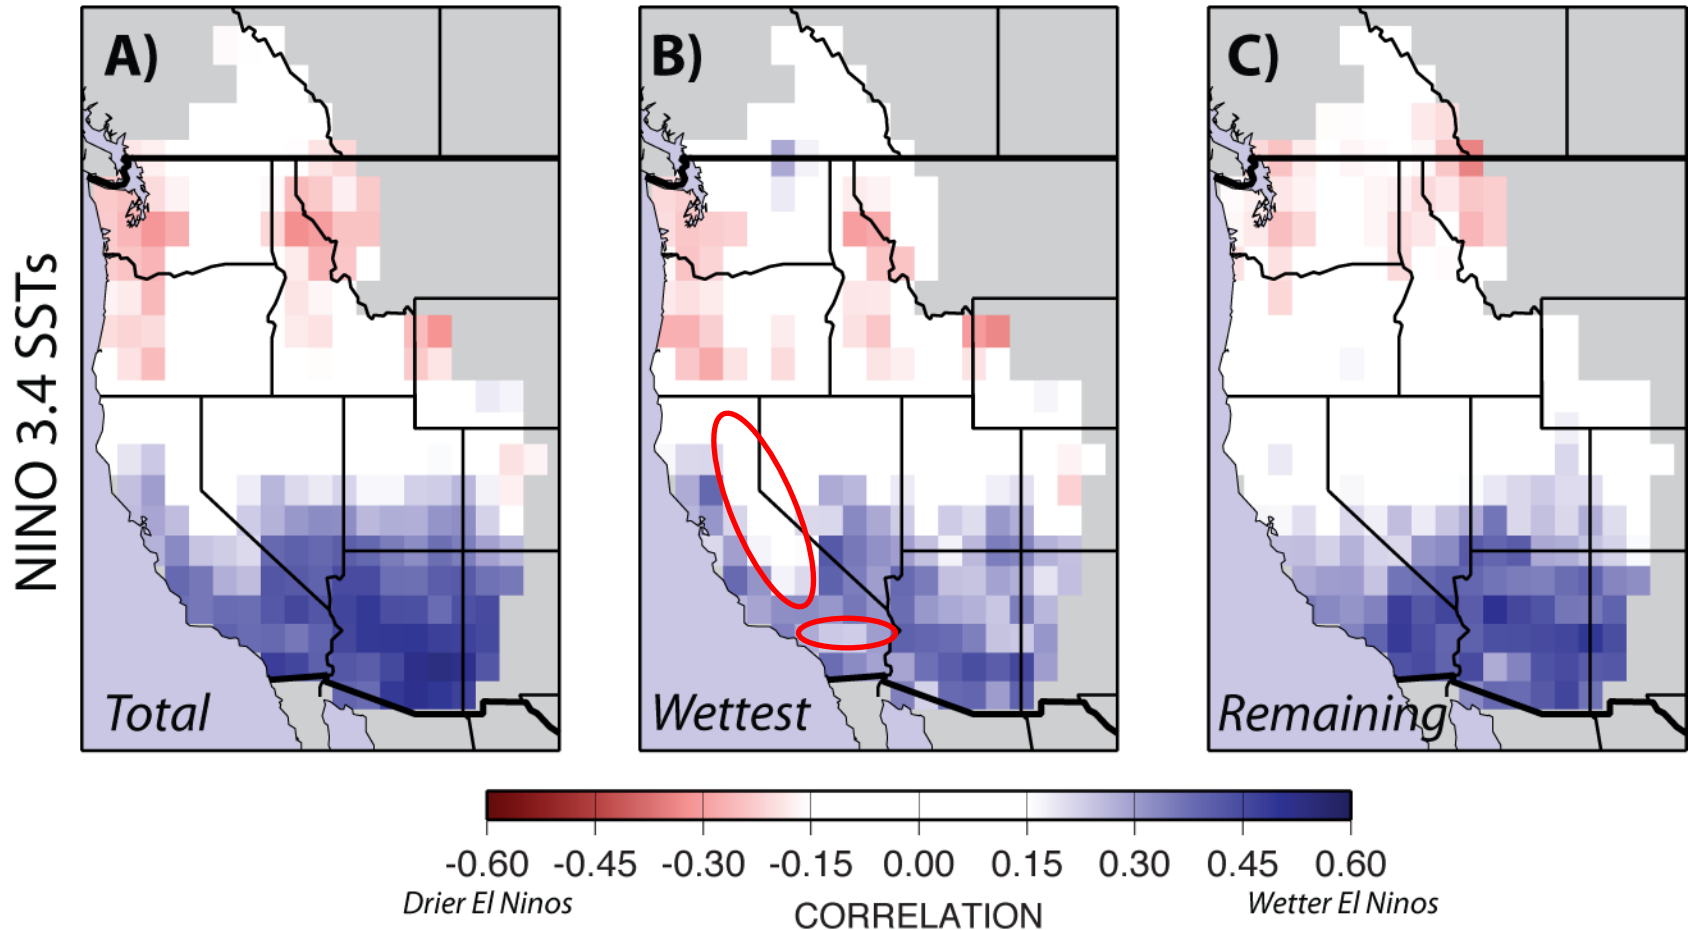 A)
B)
C)
NINO 3.4 SSTs
Total
Wettest
Remaining
-0.60 -0.45 -0.30 -0.15 0.00 0.15 0.30 0.45 0.60
Drier El Ninos
Wetter El Ninos
CORRELATION